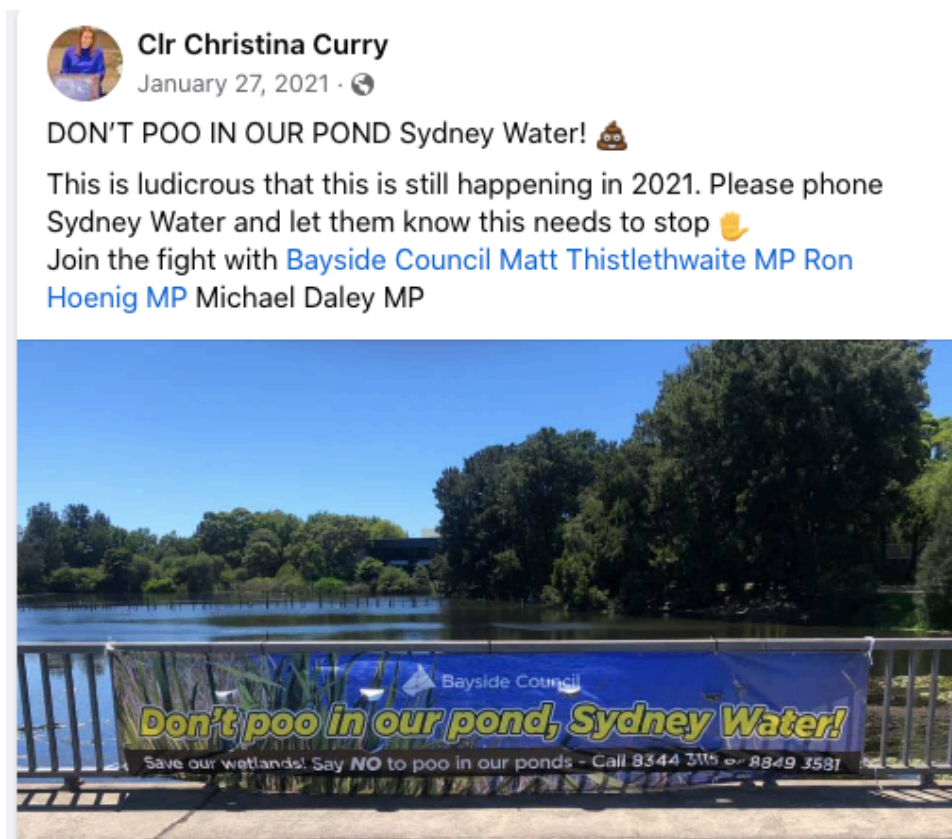 Clr Christina Curry
January 27, 2021 ·
DON'T POO IN OUR POND Sydney Water! 💩
This is ludicrous that this is still happening in 2021. Please phone
Sydney Water and let them know this needs to stop ✋
Join the fight with Bayside Council Matt Thistlethwaite MP Ron
Hoenig MP Michael Daley MP
Bayside Council
Don't poo in our pond, Sydney Water!
Save our wetlands! Say NO to poo in our ponds - Call 8344 3115 or 8849 3581